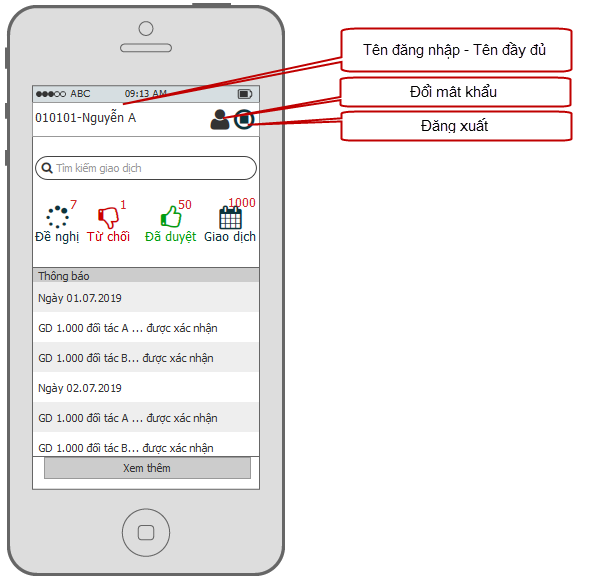 Tên đăng nhập - Tên đầy đủ
ABC 09:13 AM
Đổi mât khẩu
010101-Nguyễn A
Đăng xuất
Tìm kiếm giao dịch
7 1 50 1000
Đề nghị Từ chối Đã duyệt Giao dịch
Thông báo
Ngày 01.07.2019
GD 1.000 đối tác A ... được xác nhận
GD 1.000 đối tác B... được xác nhận
Ngày 02.07.2019
GD 1.000 đối tác A ... được xác nhận
GD 1.000 đối tác B... được xác nhận
Xem thêm